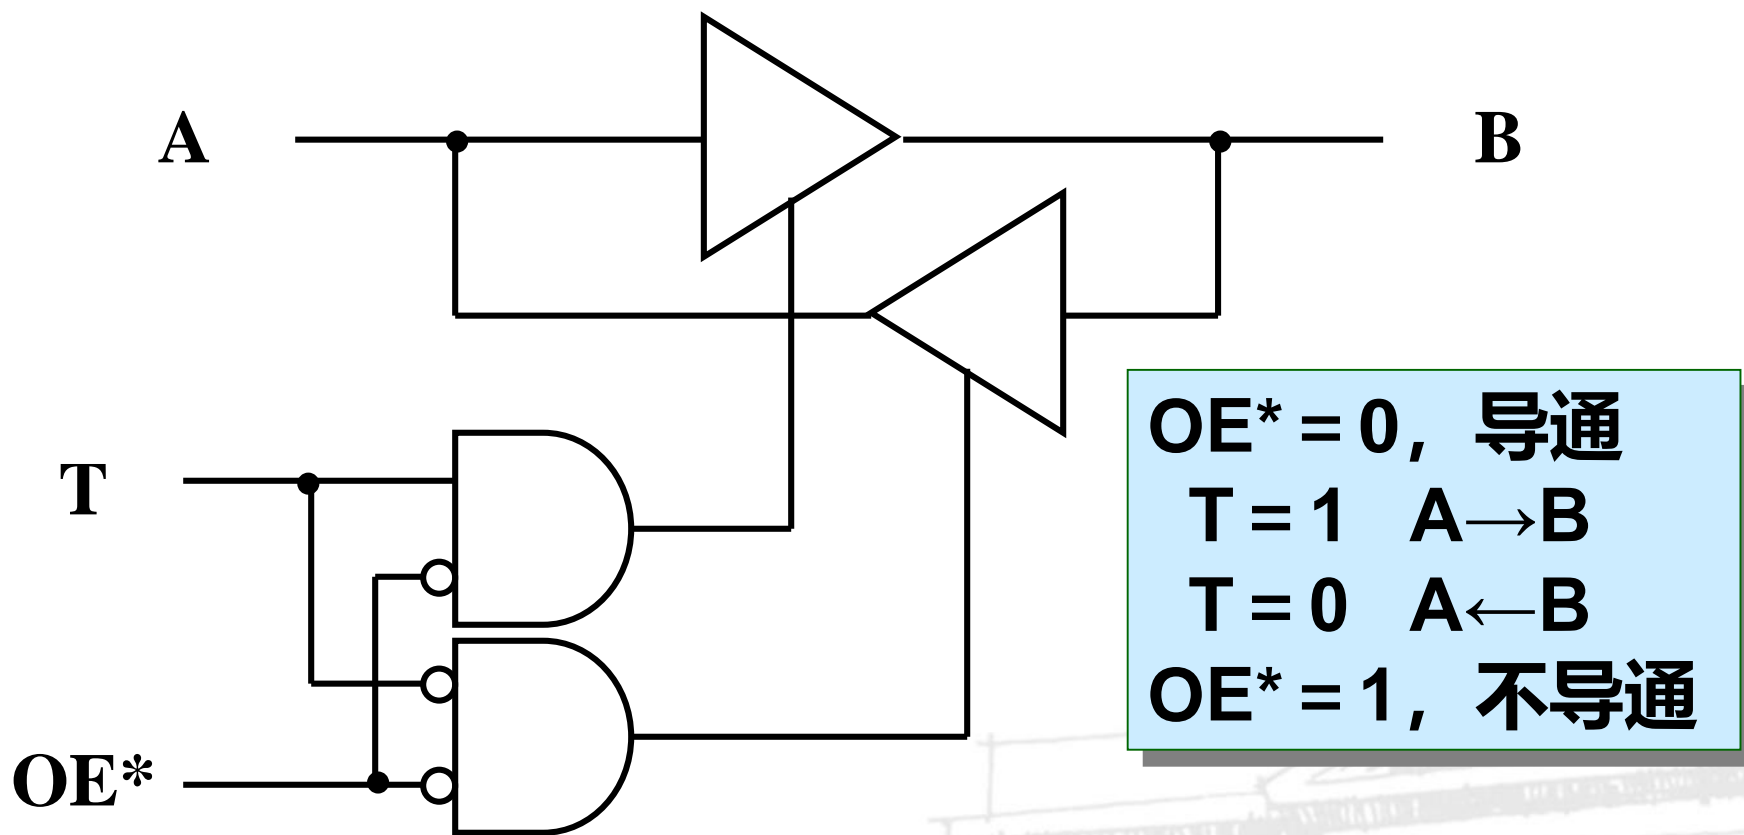 A
B
T
OE*
OE* = 0，导通
T = 1 A→B
T = 0 A←B
OE* = 1，不导通